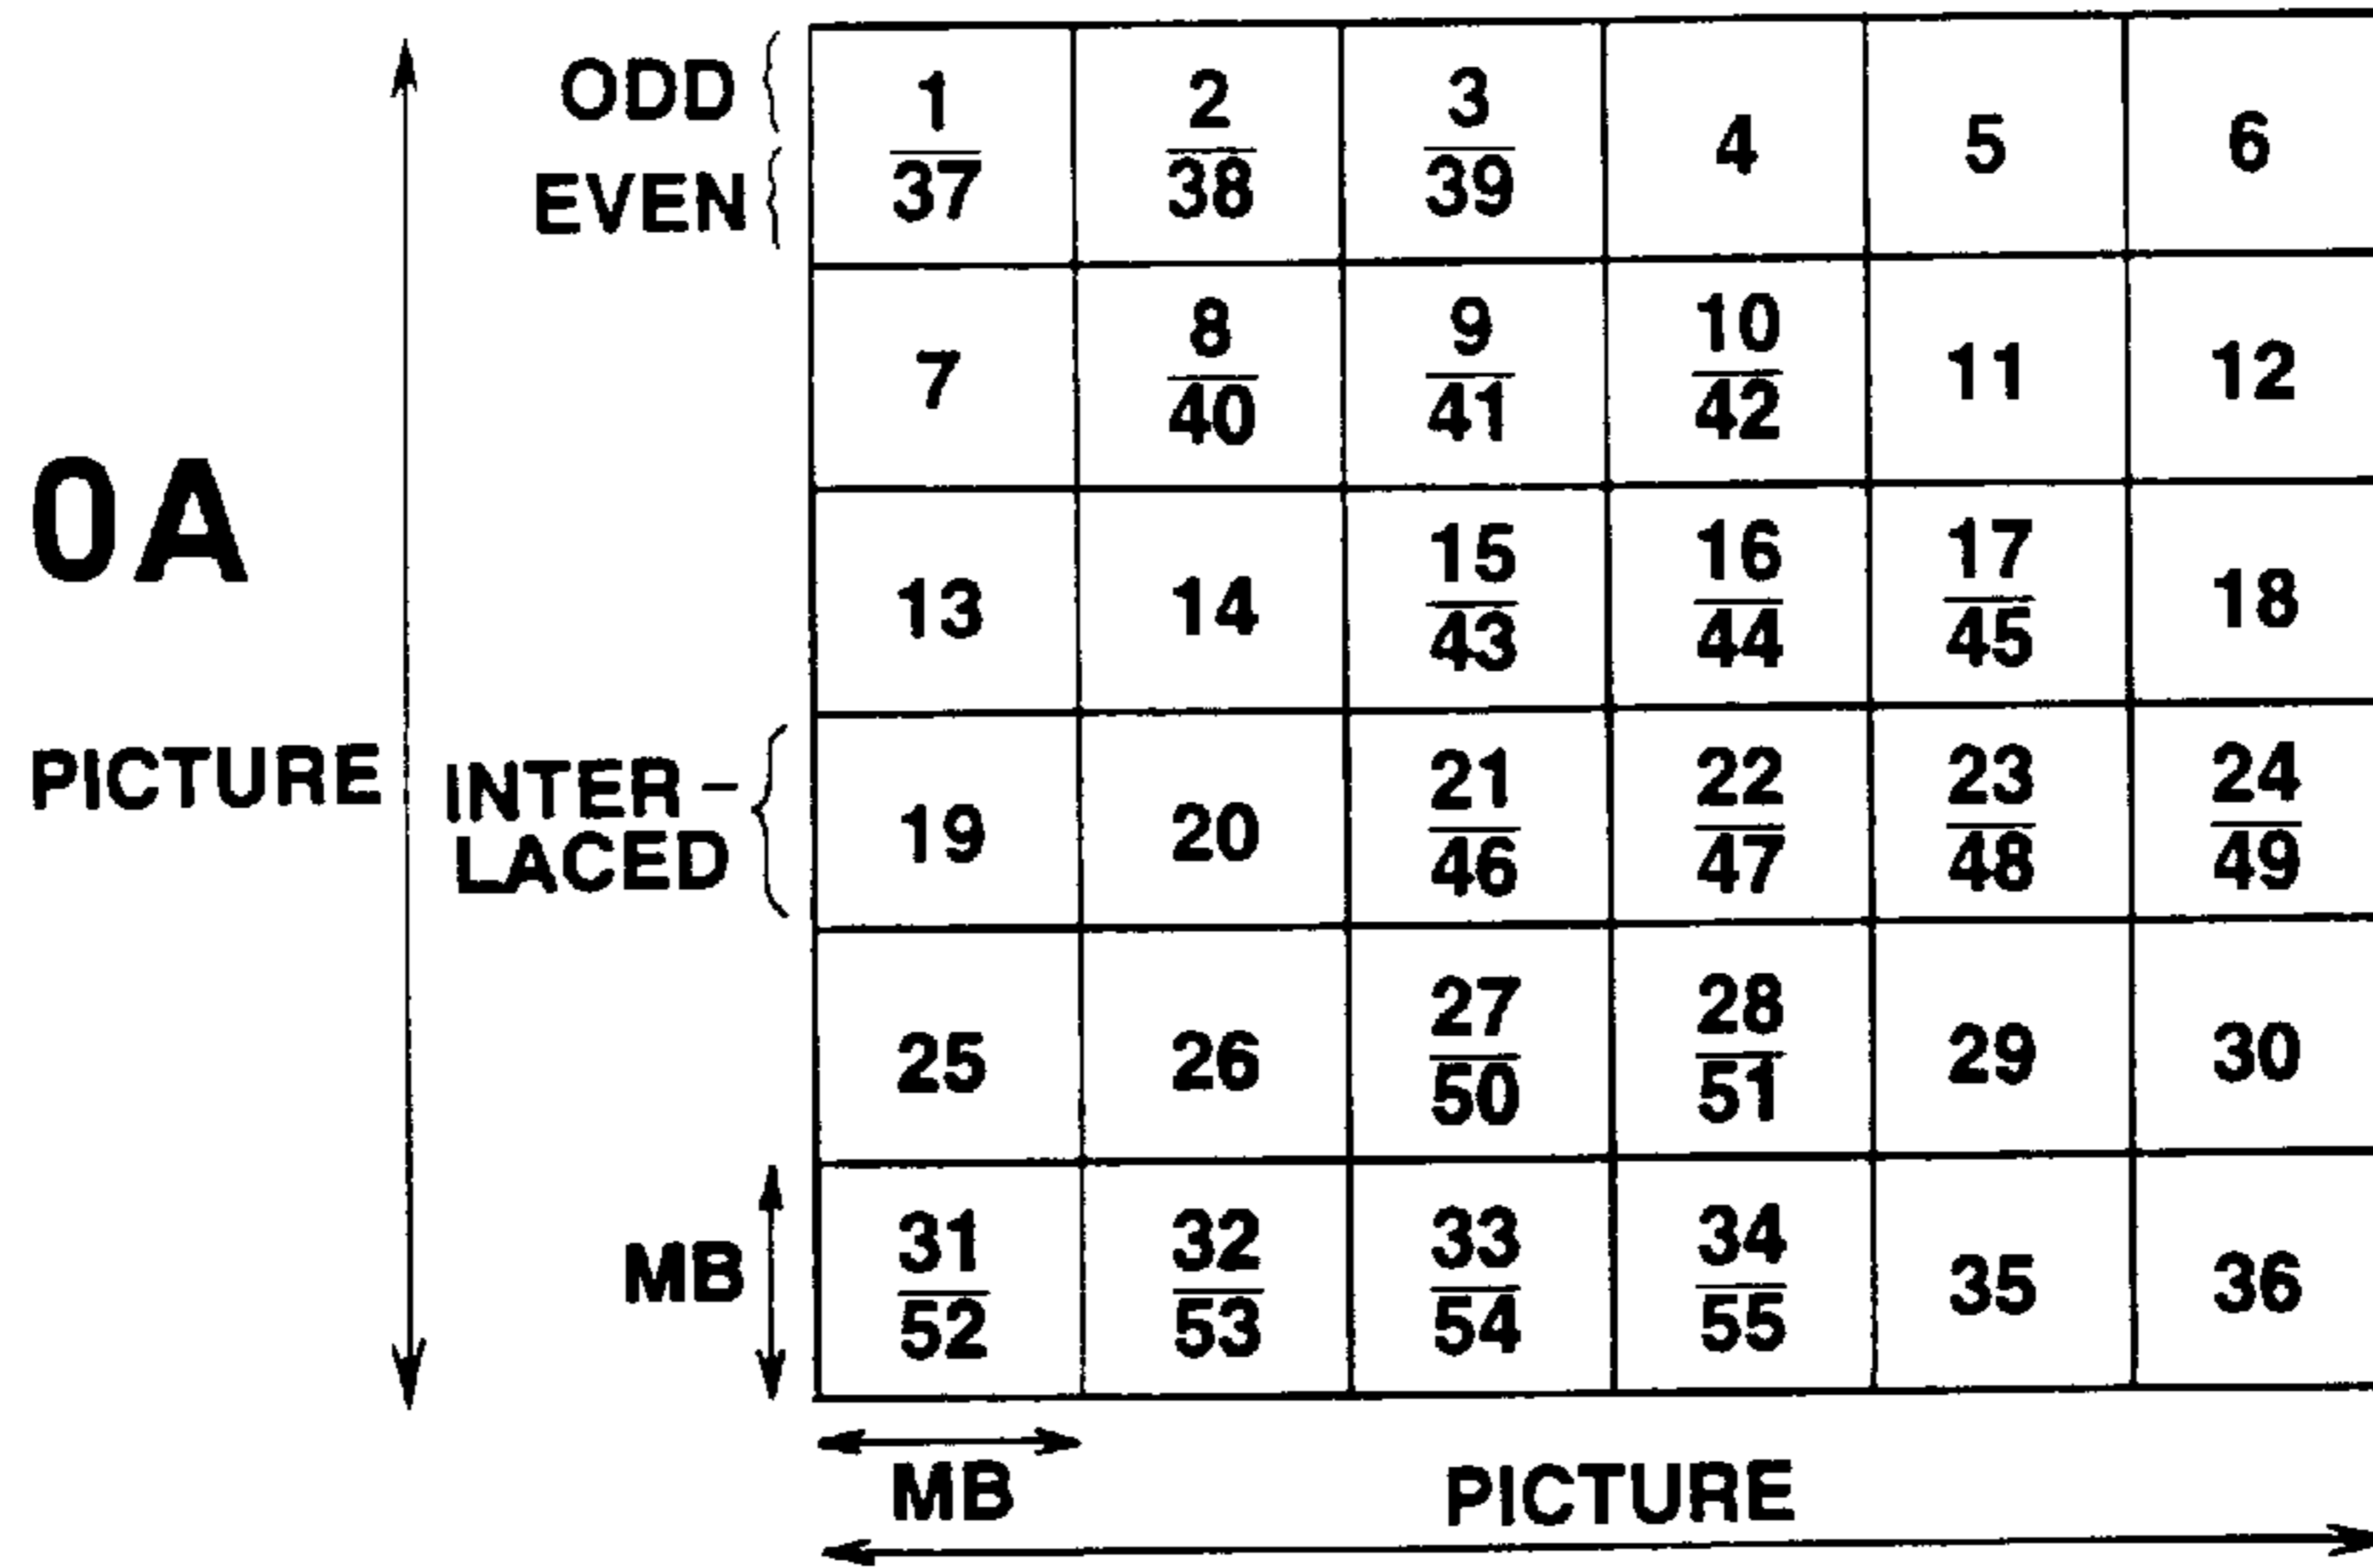 ODD 1 2 3 4 5 6
EVEN 37 38 39
7 8 9 10 11 12
40 41 42
0A
13 14 15 16 17 18
43 44 45
PICTURE INTER- 19 20 21 22 23 24
LACED 46 47 48 49
25 26 27 28 29 30
50 51
MB 31 32 33 34 35 36
52 53 54 55
MB PICTURE